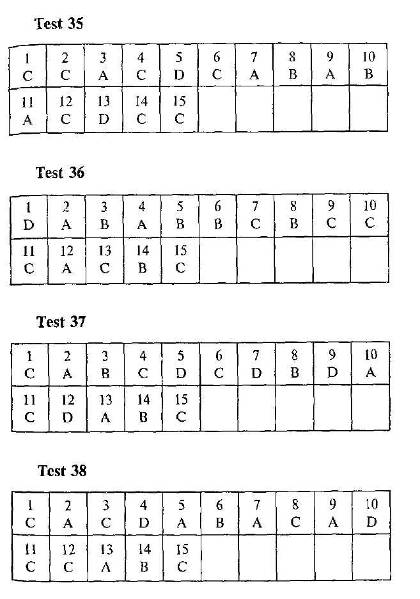 Test 35
1 2 3 4 5 6 7 8 9 10
C C A C D C A B A B
11 12 13 14 15
A C D C C
Test 36
1 2 3 4 5 6 7 8 9 10
D A B A B B C B C C
11 12 13 14 15
C A C B C
Test 37
1 2 3 4 5 6 7 8 9 10
C A B C D C D B D A
11 12 13 14 15
C D A B C
Test 38
1 2 3 4 5 6 7 8 9 10
C A C D A B A C A D
11 12 13 14 15
C C A B C